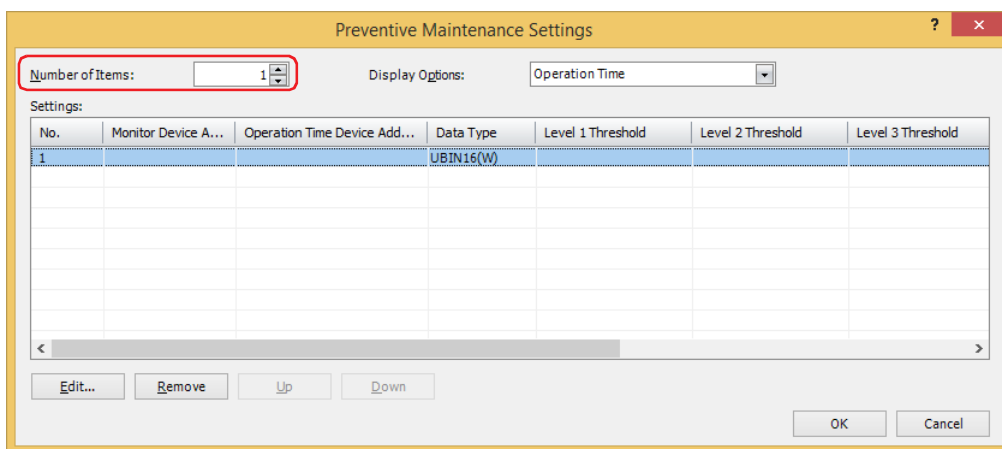 Preventive Maintenance Settings ? ×
Number of Items: 1 Display Options: Operation Time
Settings:
No. Monitor Device A... Operation Time Device Add... Data Type Level 1 Threshold Level 2 Threshold Level 3 Threshold
1 UBIN16(W)
Edit... Remove Up Down
OK Cancel